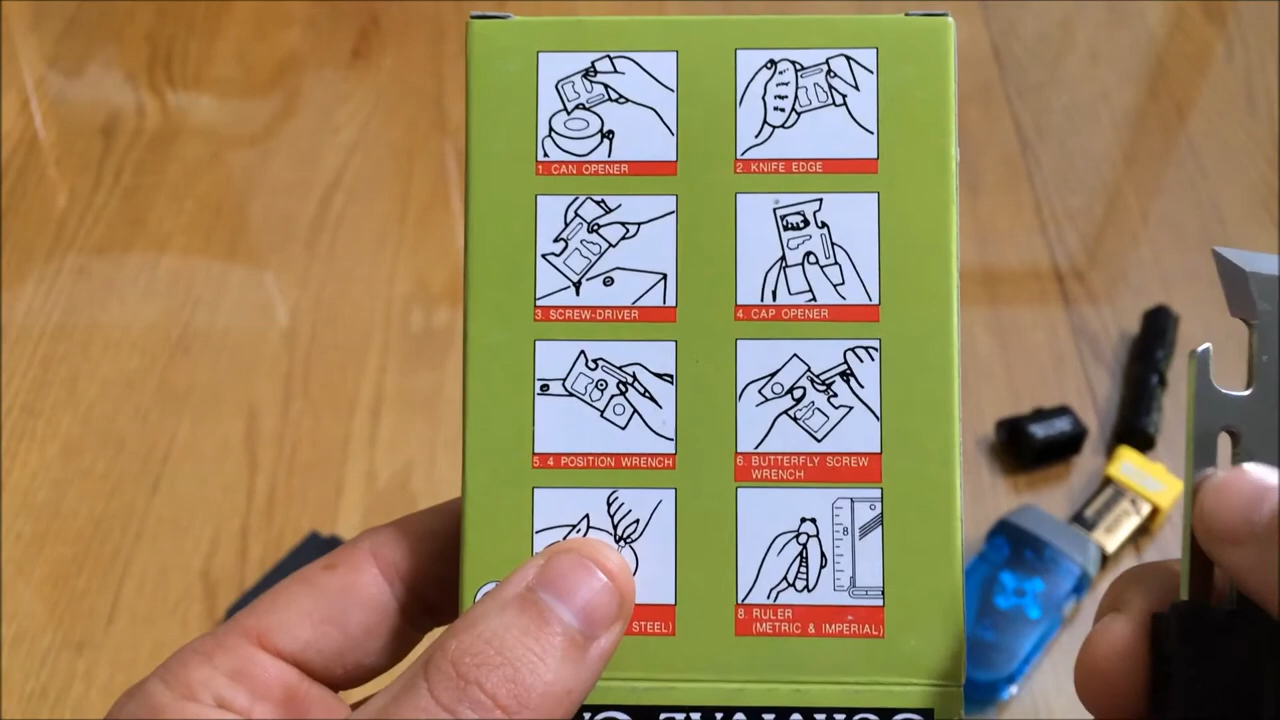 1. CAN OPENER
2. KNIFE EDGE
3. SCREW-DRIVER
4. CAP OPENER
5. 4 POSITION WRENCH
6. BUTTERFLY SCREW
WRENCH
8
STEEL)
8. RULER
(METRIC & IMPERIAL)